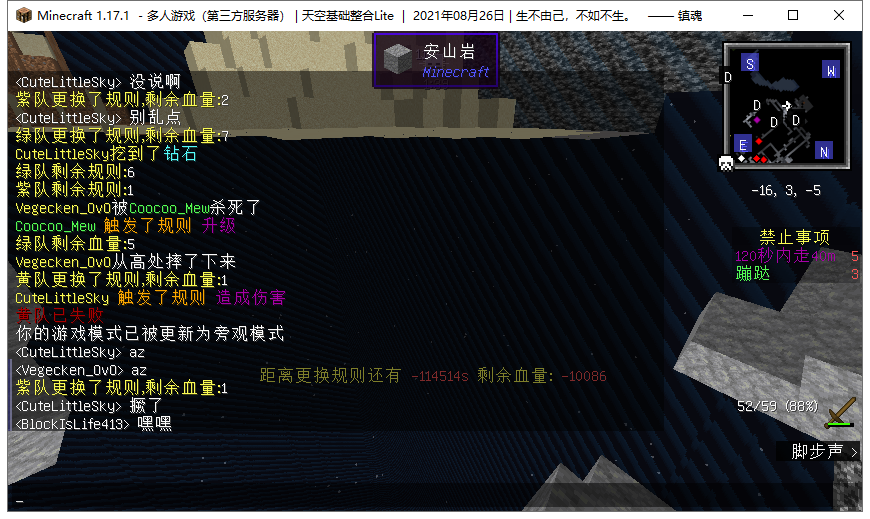 Minecraft 1.17.1 - 多人游戏（第三方服务器） | 天空基础整合Lite | 2021年08月26日 | 生不由己，不如不生。 —— 镇魂
安山岩
Minecraft
<CuteLittleSky> 没说啊
紫队更换了规则,剩余血量:2
<CuteLittleSky> 别乱点
绿队更换了规则,剩余血量:7
CuteLittleSky挖到了钻石
绿队剩余规则:6
紫队剩余规则:1
Vegecken_OvO被Coocoo_Mew杀死了
Coocoo_Mew 触发了规则 升级
绿队剩余血量:5
Vegecken_OvO从高处摔了下来
黄队更换了规则,剩余血量:1
CuteLittleSky 触发了规则 造成伤害
黄队已失败
你的游戏模式已被更新为旁观模式
<CuteLittleSky> az
<Vegecken_OvO> az
紫队更换了规则,剩余血量:1
<CuteLittleSky> 撅了
<BlockIsLife413> 嘿嘿
距离更换规则还有 -114514s 剩余血量: -10086
S
W
D
D
D
D
E
N
-16, 3, -5
禁止事项
120秒内走 5
蹦跶 3
52/59 (88%)
脚步声 >
_